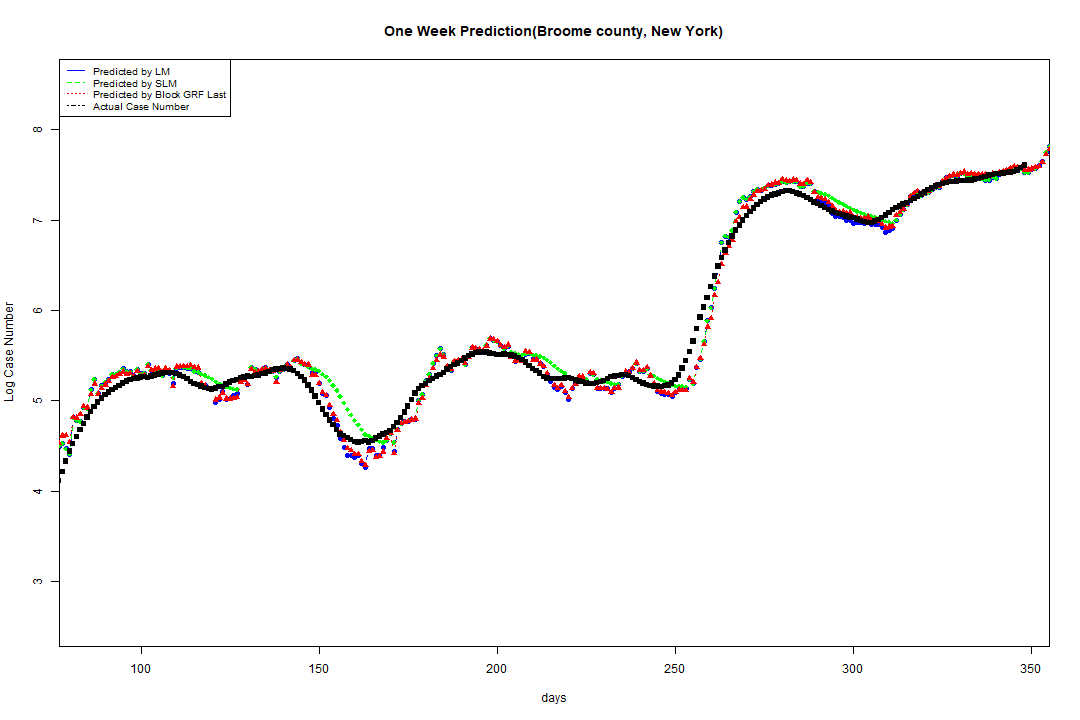 One Week Prediction(Broome county, New York)
Predicted by LM
Predicted by SLM
Predicted by Block GRF Last
Actual Case Number
8
7
6
5
4
3
Log Case Number
100 150 200 250 300 350
days